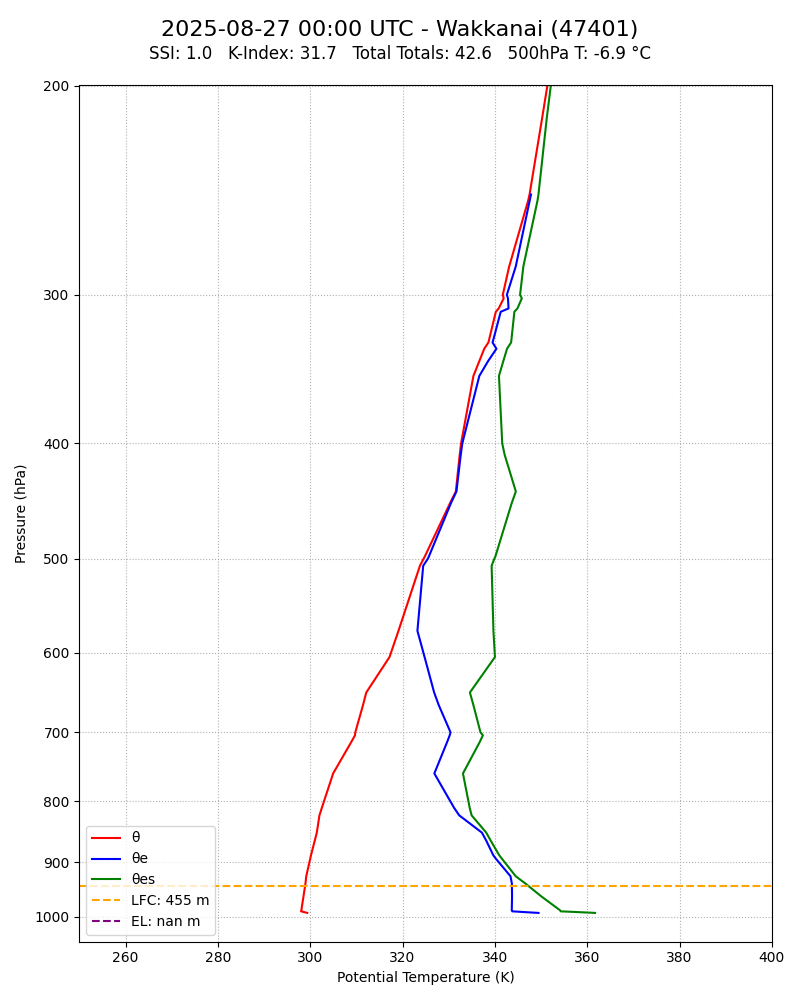 2025-08-27 00:00 UTC - Wakkanai (47401)
SSI: 1.0   K-Index: 31.7   Total Totals: 42.6   500hPa T: -6.9 °C
200
300
400
500
600
700
800
900
1000
Pressure (hPa)
θ
θe
θes
LFC: 455 m
EL: nan m
260
280
300
320
340
360
380
400
Potential Temperature (K)